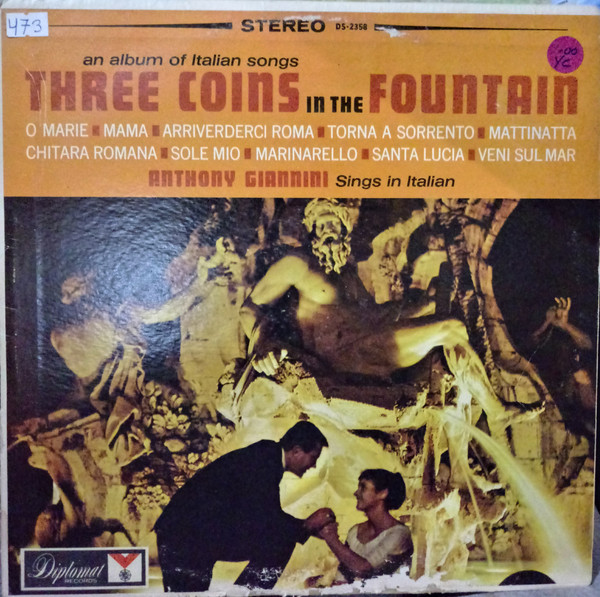 473
STEREO DS-2358
.00
YC
an album of Italian songs
THREE COINS IN THE FOUNTAIN
O MARIE ■ MAMA ■ ARRIVERDERCI ROMA ■ TORNA A SORRENTO ■ MATTINATTA
CHITARA ROMANA ■ SOLE MIO ■ MARINARELLO ■ SANTA LUCIA ■ VENI SUL MAR
ANTHONY GIANNINI Sings in Italian
Diplomat
RECORDS